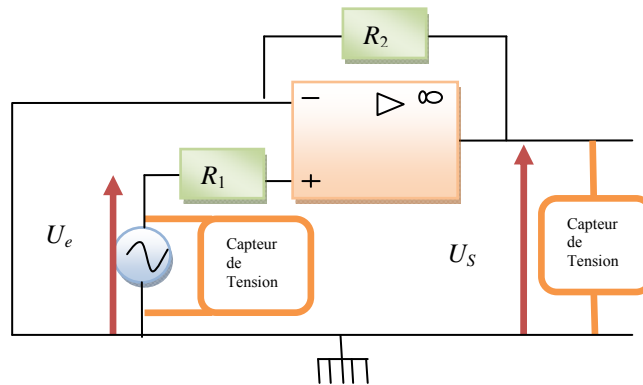 R2
− ▷ ∞
R1
+
Ue
Capteur
de
Tension
US
Capteur
de
Tension